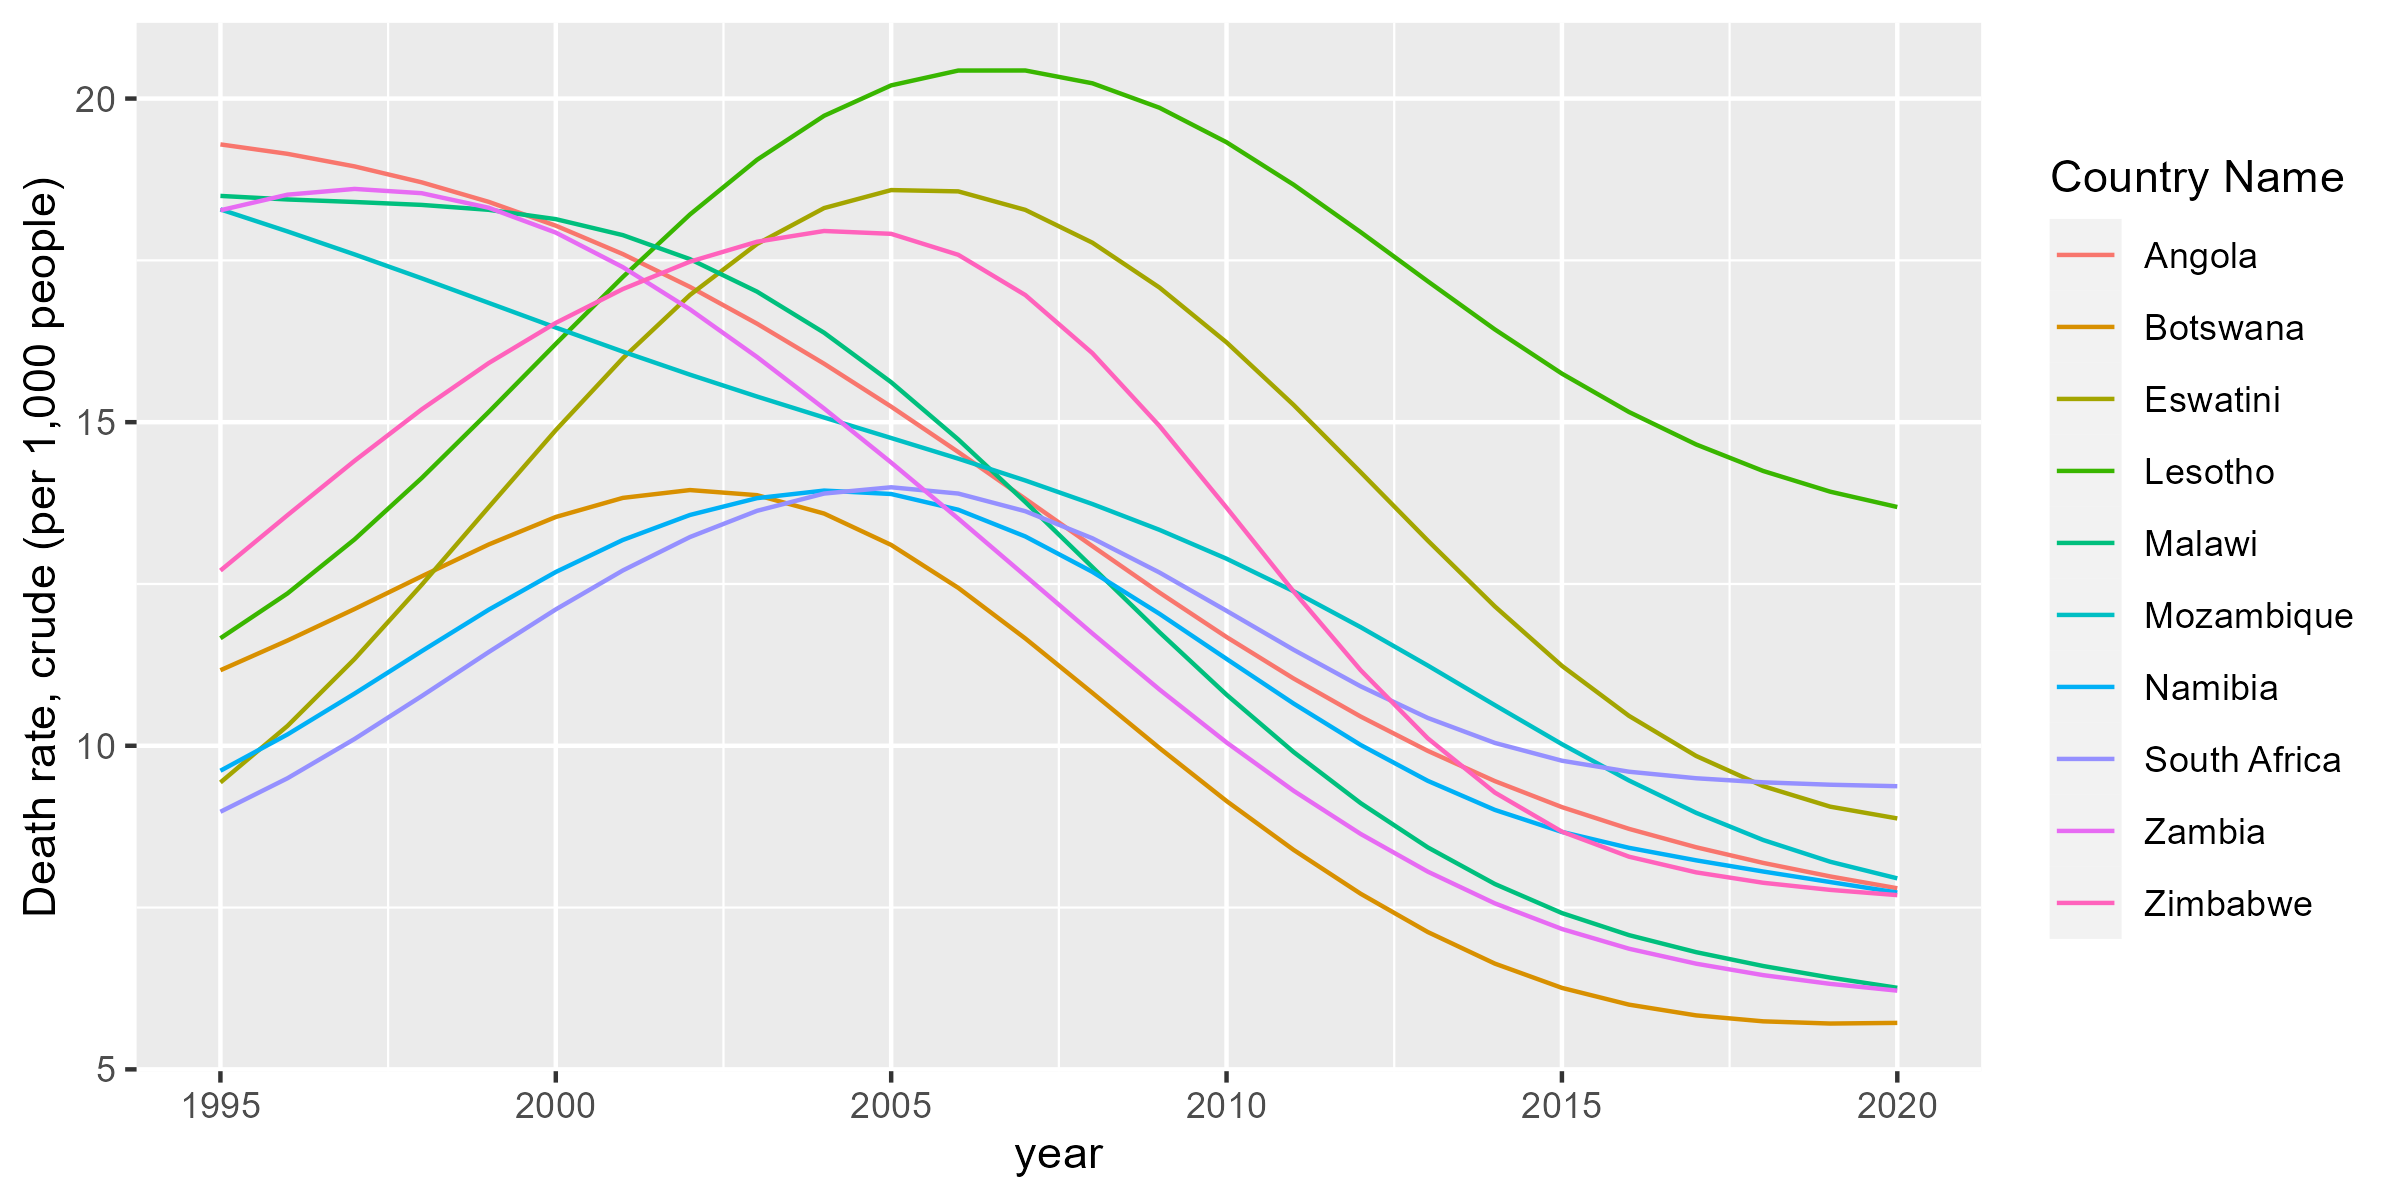 Death rate, crude (per 1,000 people)
20
15
10
5
1995 2000 2005 2010 2015 2020
year
Country Name
Angola
Botswana
Eswatini
Lesotho
Malawi
Mozambique
Namibia
South Africa
Zambia
Zimbabwe